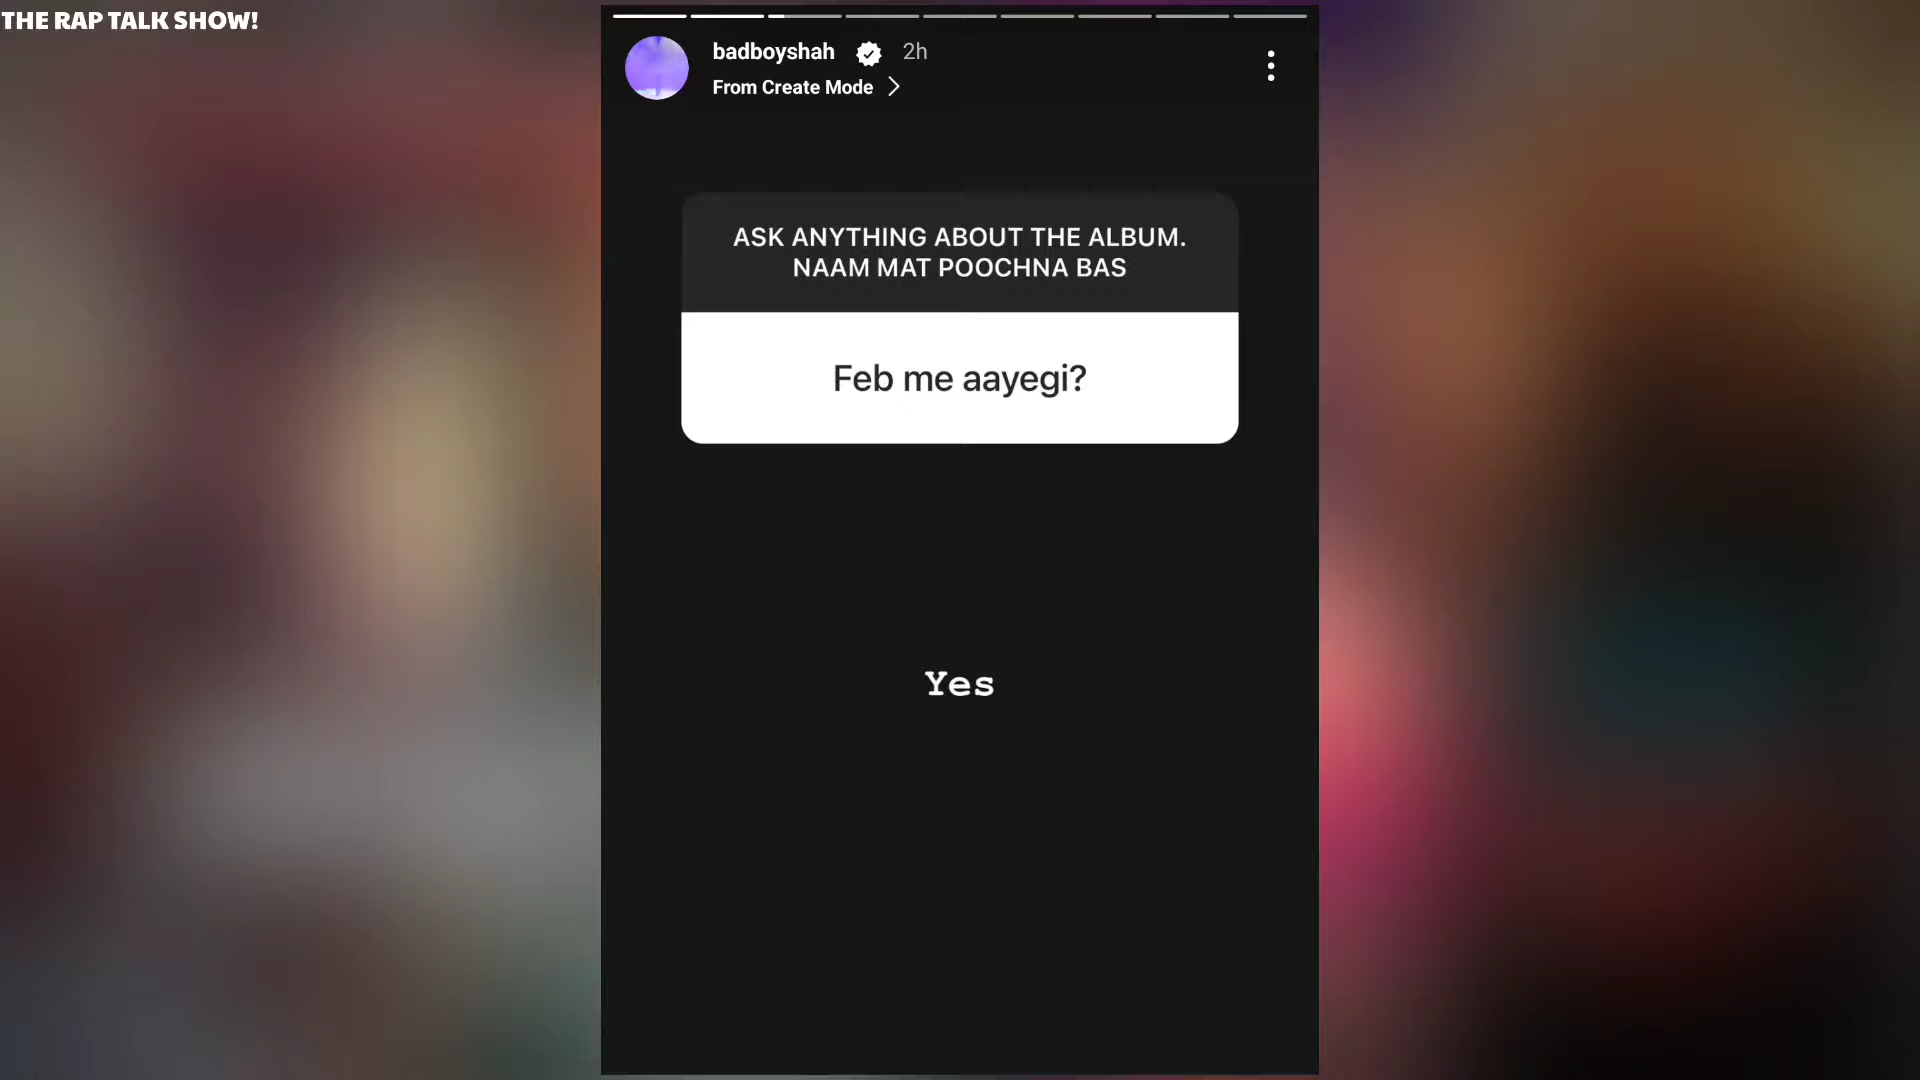 THE RAP TALK SHOW!
badboyshah 2h
From Create Mode
ASK ANYTHING ABOUT THE ALBUM.
NAAM MAT POOCHNA BAS
Feb me aayegi?
Yes